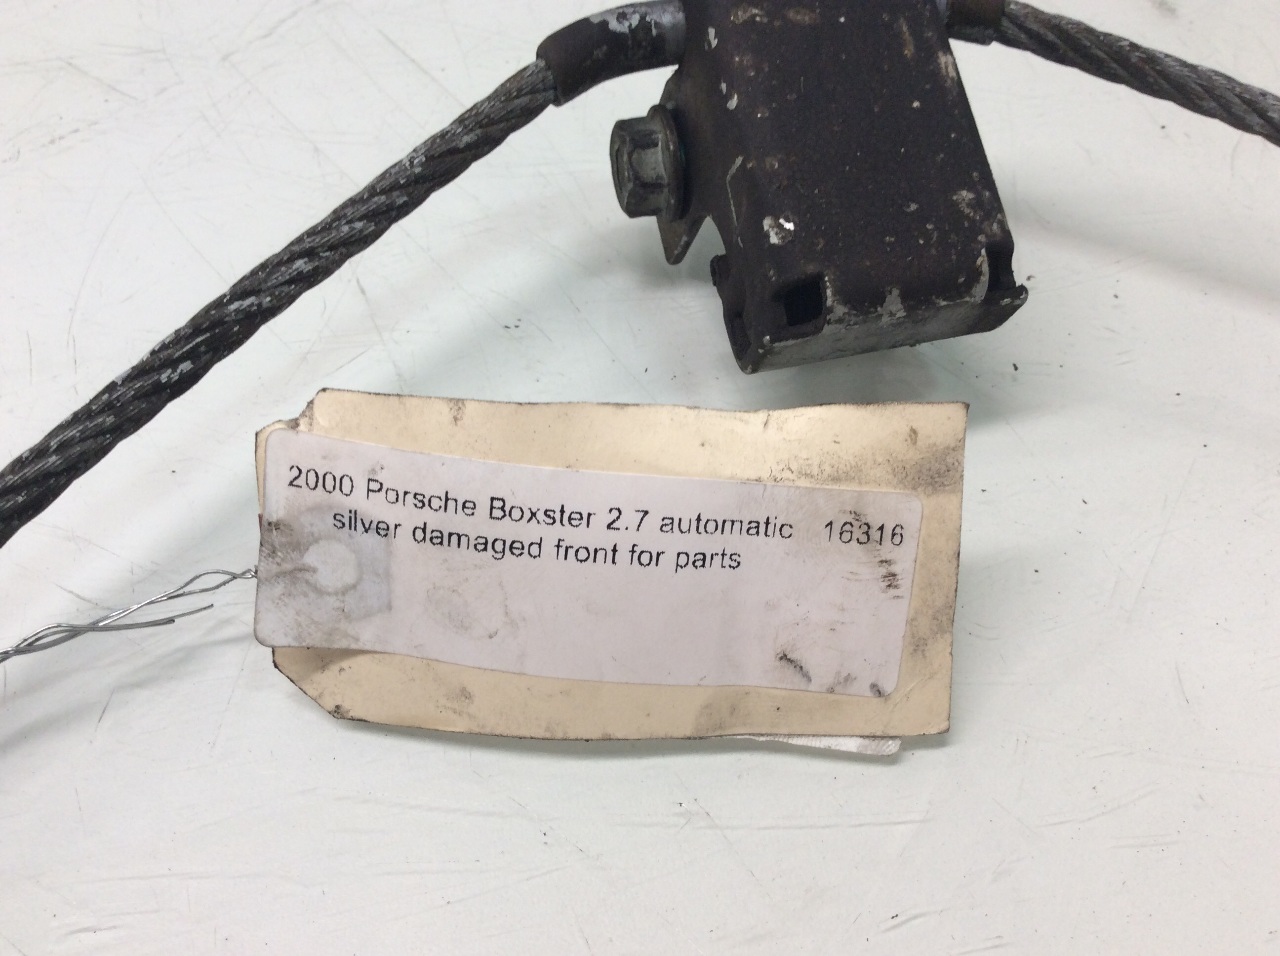 2000 Porsche Boxster 2.7 automatic 16316
silver damaged front for parts